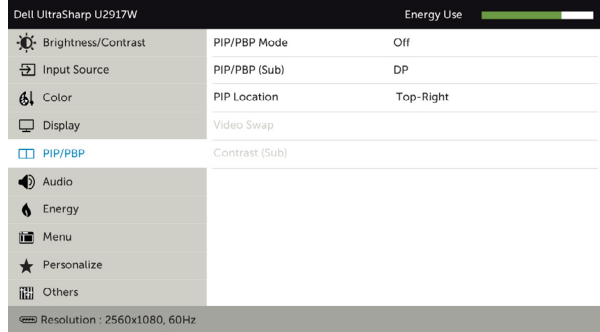 Dell UltraSharp U2917W Energy Use
Brightness/Contrast PIP/PBP Mode Off
Input Source PIP/PBP (Sub) DP
Color PIP Location Top-Right
Display Video Swap
PIP/PBP Contrast (Sub)
Audio
Energy
Menu
Personalize
Others
Resolution : 2560x1080, 60Hz